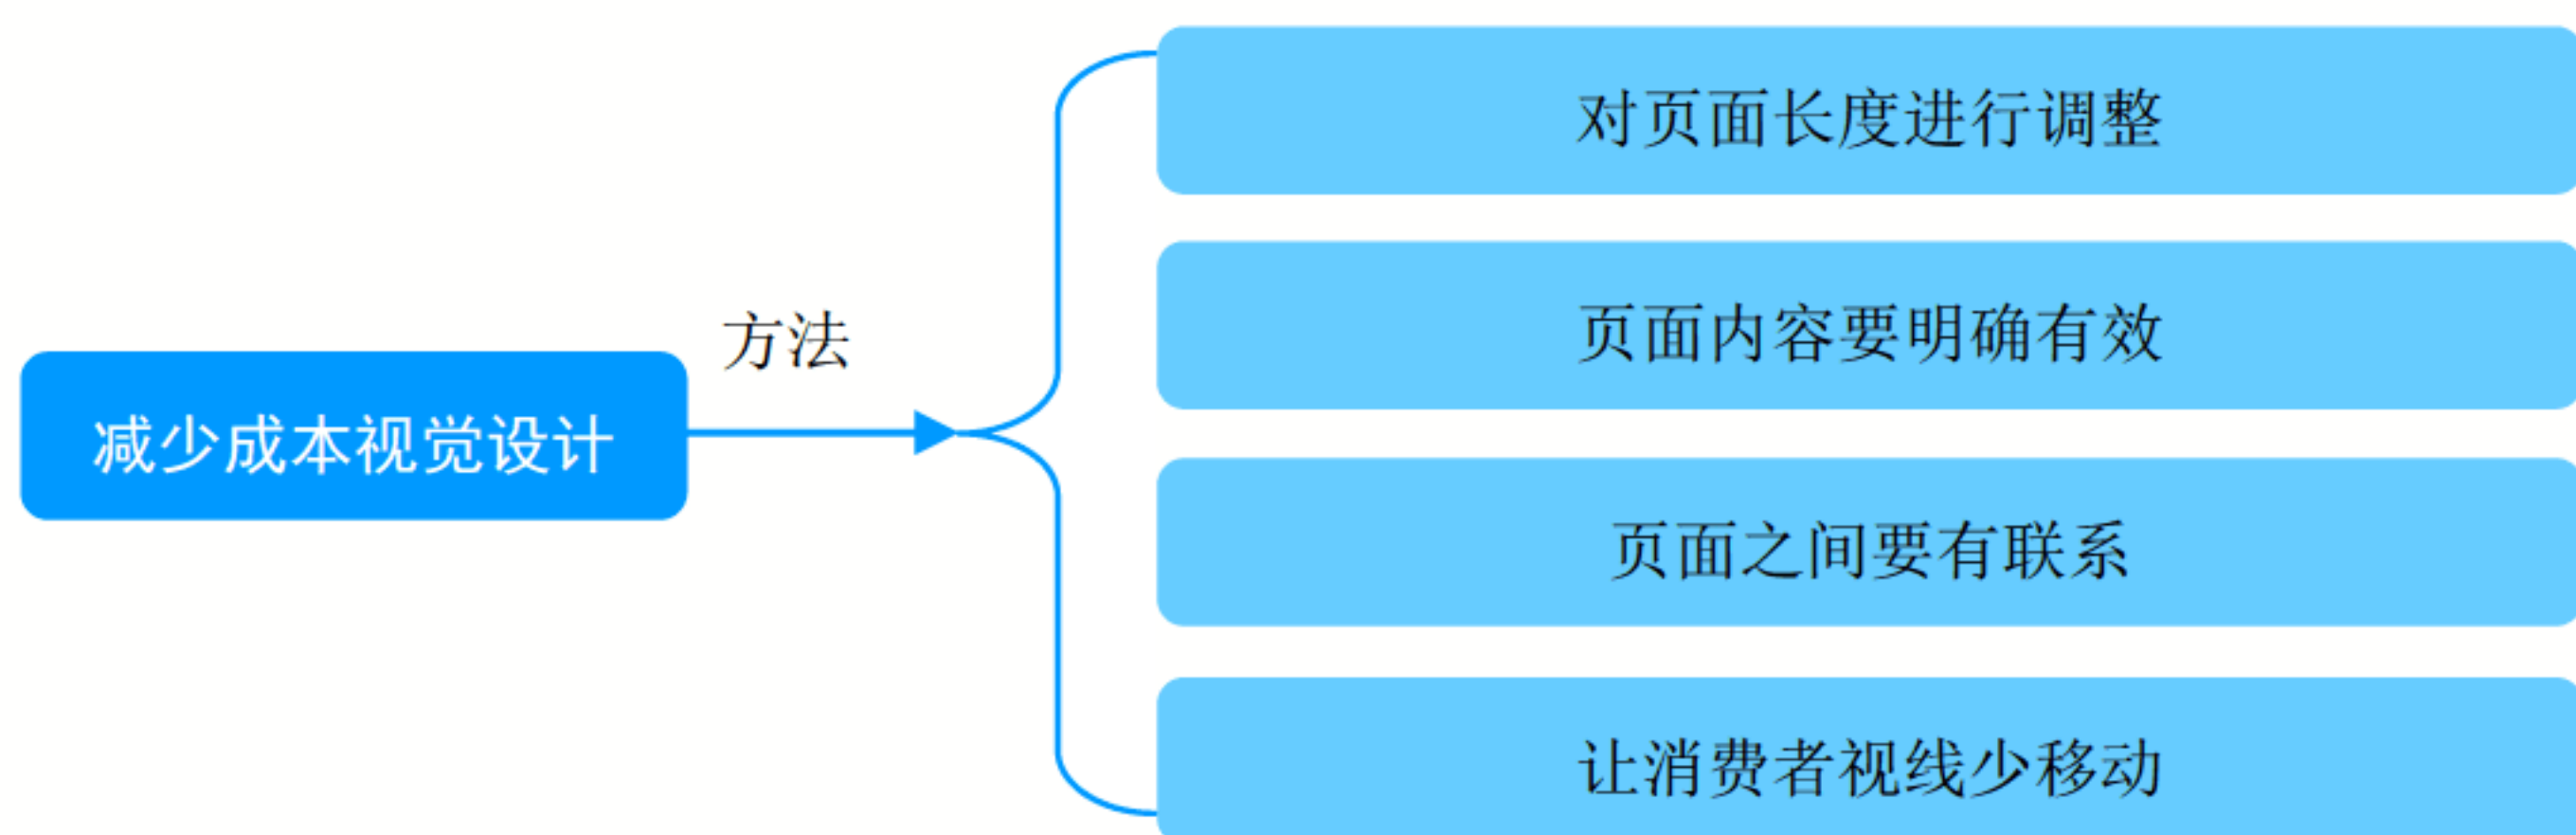 减少成本视觉设计
方法
对页面长度进行调整
页面内容要明确有效
页面之间要有联系
让消费者视线少移动